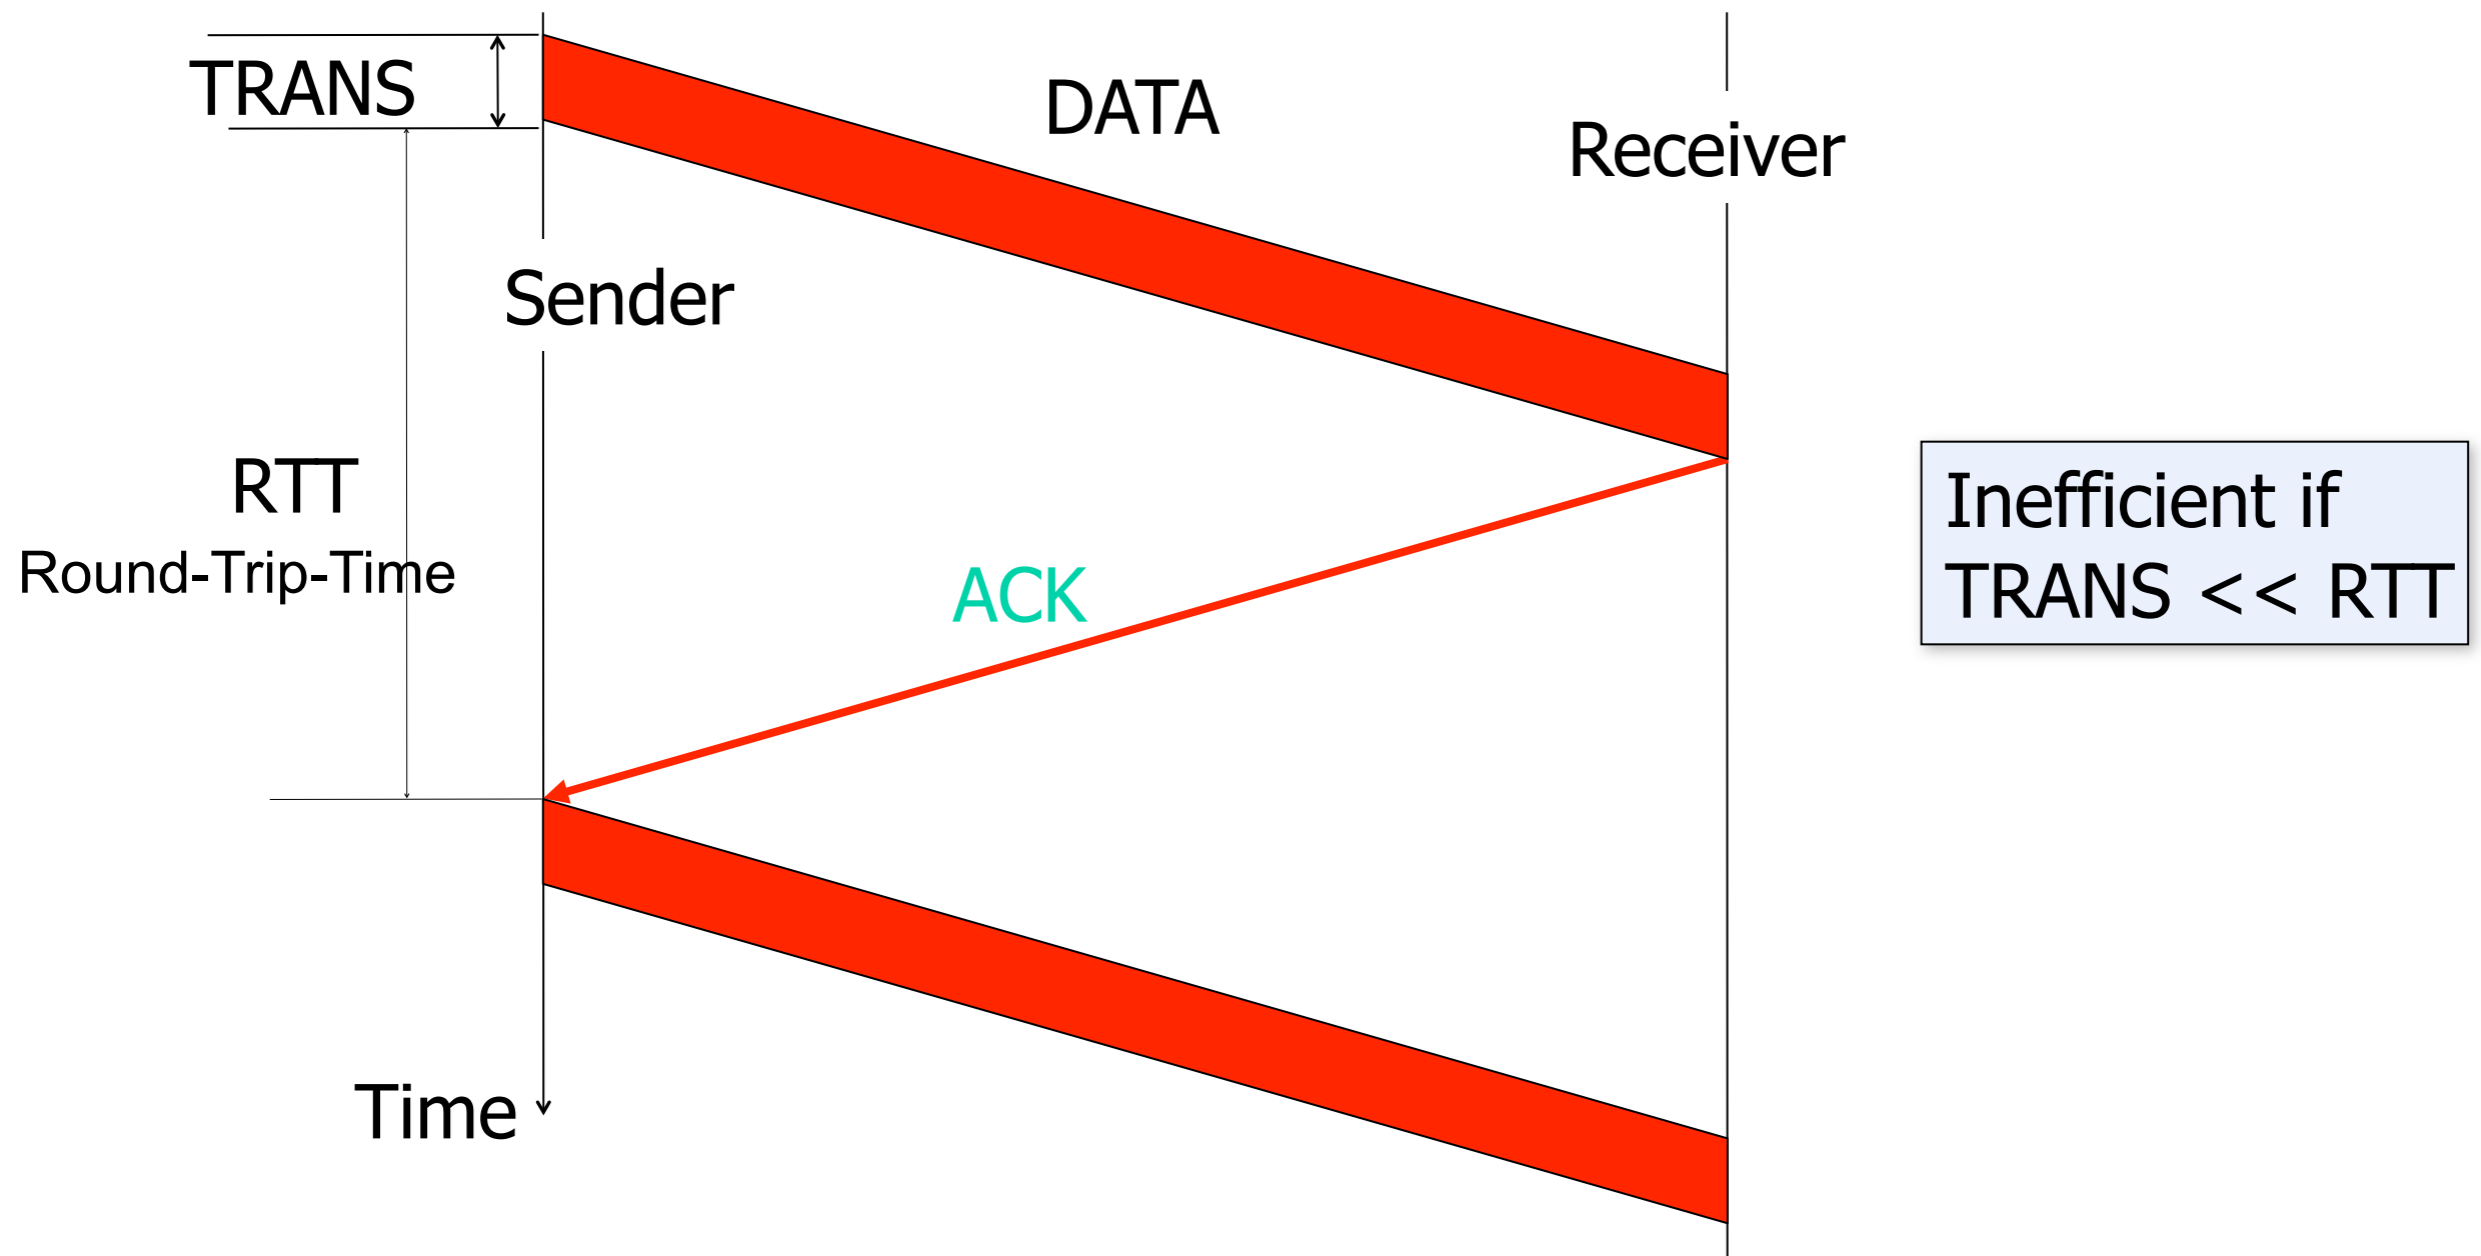 TRANS
DATA
Receiver
Sender
RTT
Round-Trip-Time
ACK
Inefficient if
TRANS << RTT
Time